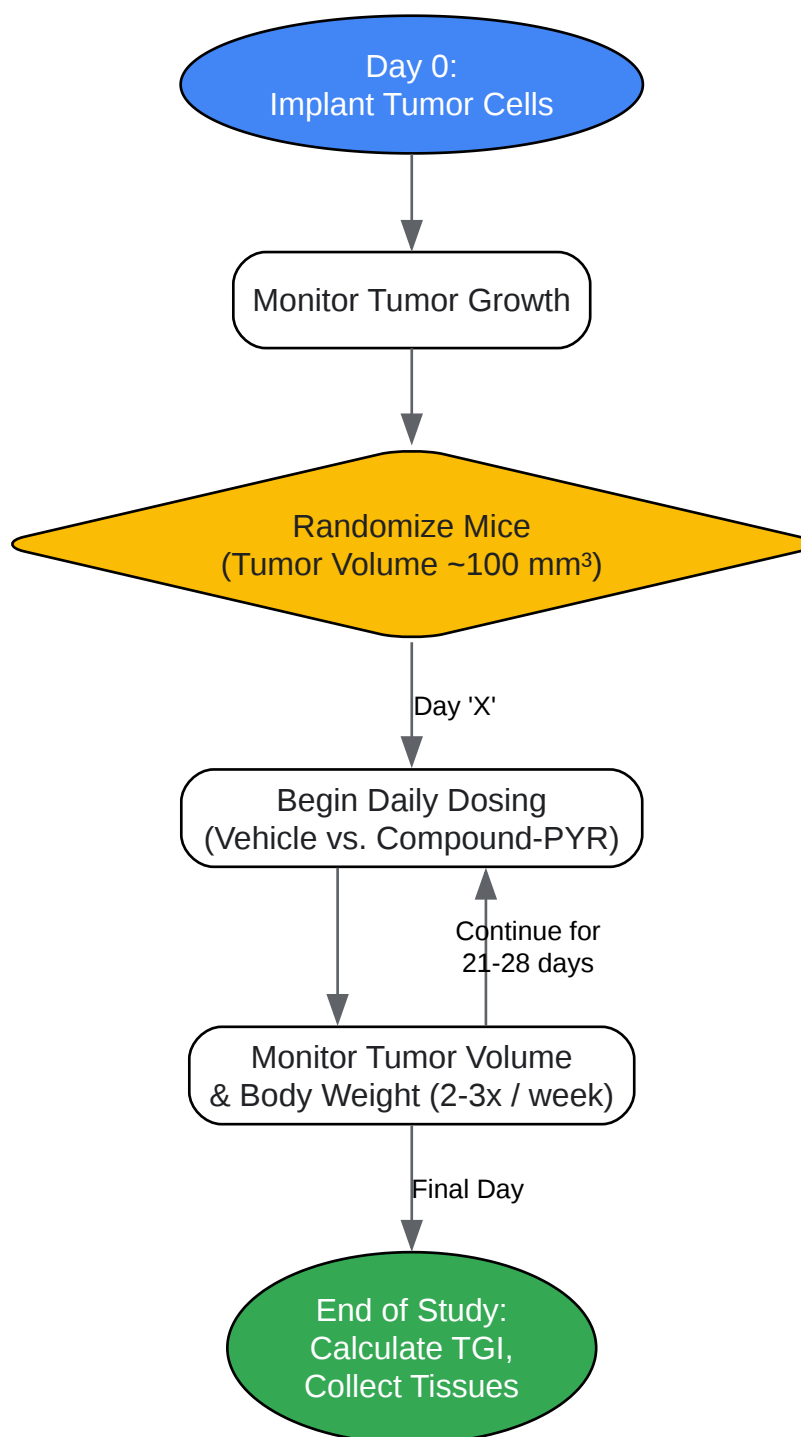 Day 0:
Implant Tumor Cells
Monitor Tumor Growth
Randomize Mice
(Tumor Volume ~100 mm³)
Day 'X'
Begin Daily Dosing
(Vehicle vs. Compound-PYR)
Continue for
21-28 days
Monitor Tumor Volume
& Body Weight (2-3x / week)
Final Day
End of Study:
Calculate TGI,
Collect Tissues